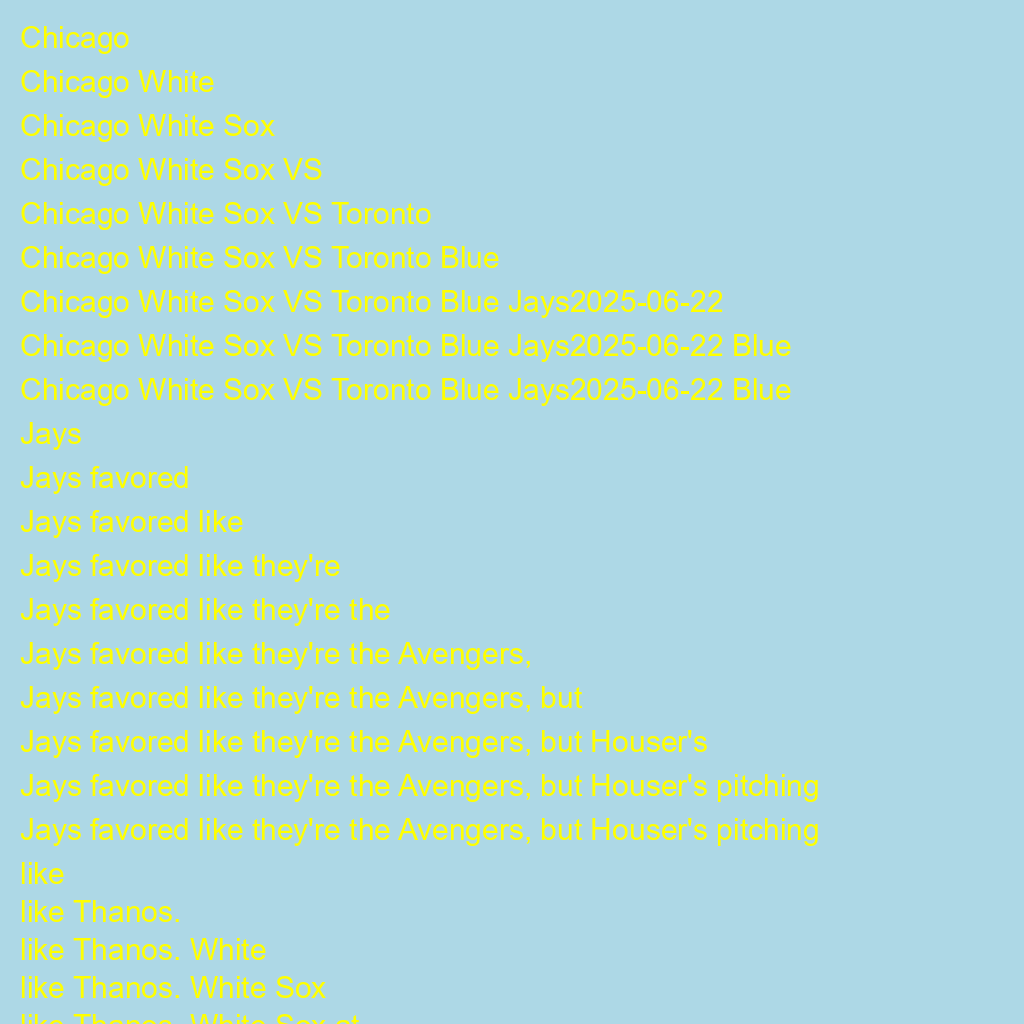 Chicago
Chicago White
Chicago White Sox
Chicago White Sox VS
Chicago White Sox VS Toronto
Chicago White Sox VS Toronto Blue
Chicago White Sox VS Toronto Blue Jays2025-06-22
Chicago White Sox VS Toronto Blue Jays2025-06-22 Blue
Chicago White Sox VS Toronto Blue Jays2025-06-22 Blue
Jays
Jays favored
Jays favored like
Jays favored like they're
Jays favored like they're the
Jays favored like they're the Avengers,
Jays favored like they're the Avengers, but
Jays favored like they're the Avengers, but Houser's
Jays favored like they're the Avengers, but Houser's pitching
Jays favored like they're the Avengers, but Houser's pitching
like
like Thanos.
like Thanos. White
like Thanos. White Sox
like Thanos. White Sox at